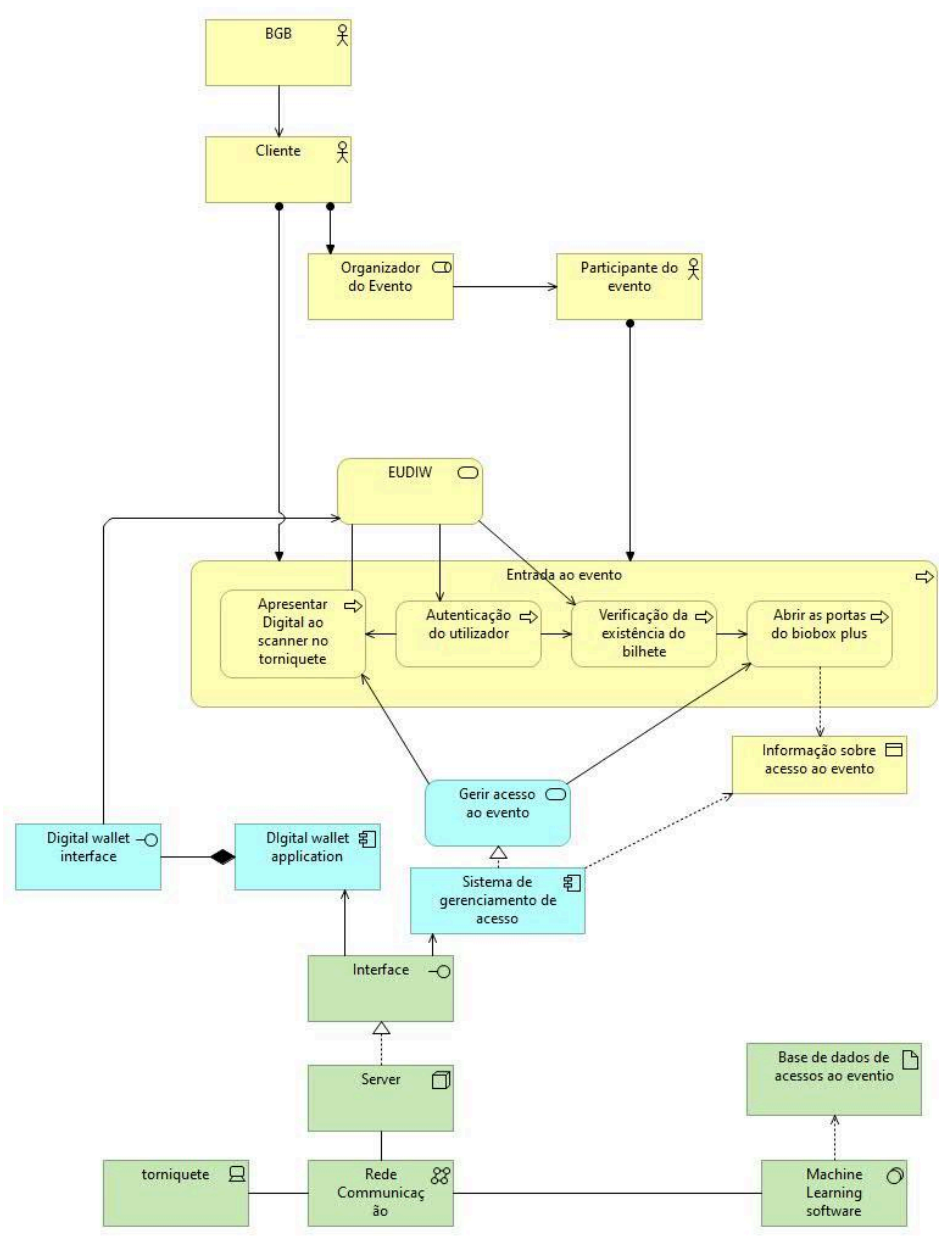 BGB
Cliente
Organizador
do Evento
Participante do
evento
EUDIW
Entrada ao evento
Apresentar
Digital ao
scanner no
torniquete
Autenticação
do utilizador
Verificação da
existência do
bilhete
Abrir as portas
do biobox plus
Informação sobre
acesso ao evento
Gerir acesso
ao evento
Digital wallet
interface
DIgital wallet
application
Sistema de
gerenciamento de
acesso
Interface
Server
Base de dados de
acessos ao eventio
torniquete
Rede
Communicaç
ão
Machine
Learning
software